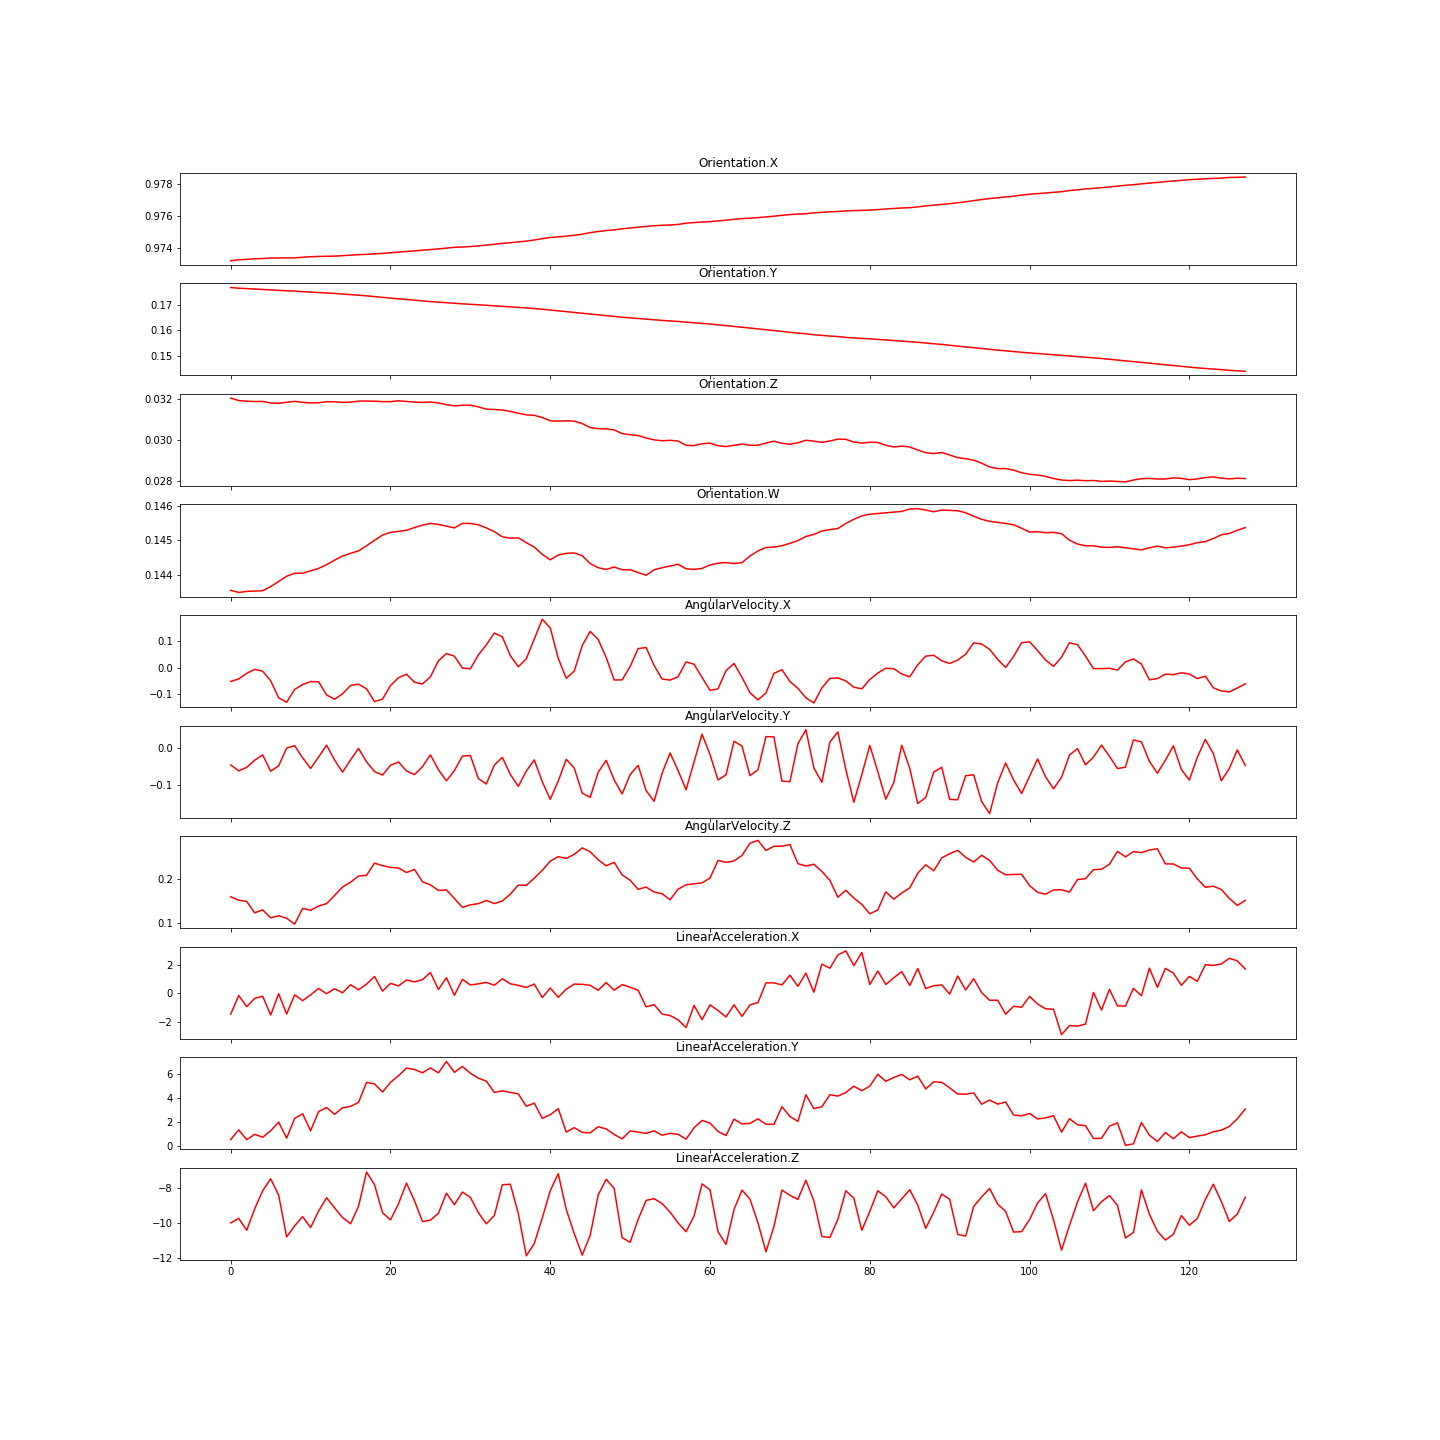 Orientation.X
0.978
0.976
0.974
Orientation.Y
0.17
0.16
0.15
Orientation.Z
0.032
0.030
0.028
Orientation.W
0.146
0.145
0.144
AngularVelocity.X
0.1
0.0
−0.1
AngularVelocity.Y
0.0
−0.1
AngularVelocity.Z
0.2
0.1
LinearAcceleration.X
2
0
−2
LinearAcceleration.Y
6
4
2
0
LinearAcceleration.Z
−8
−10
−12
0 20 40 60 80 100 120